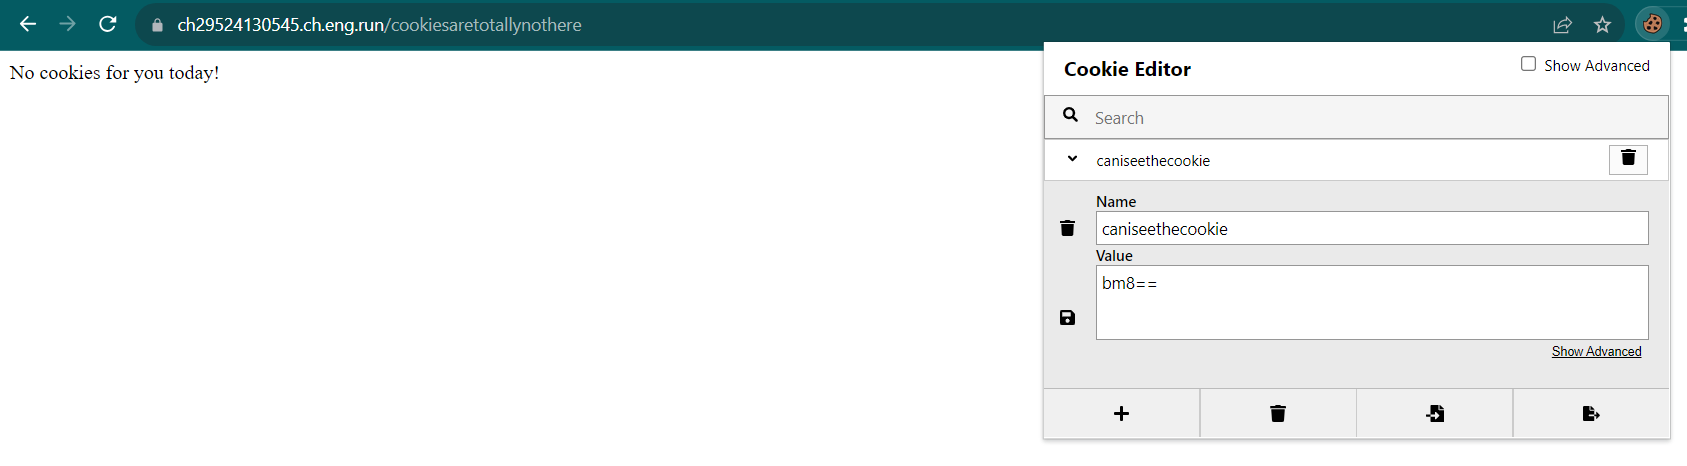 ch29524130545.ch.eng.run/cookiesaretotallynothere
No cookies for you today!
Cookie Editor
Show Advanced
Search
caniseethecookie
Name
caniseethecookie
Value
bm8==
Show Advanced